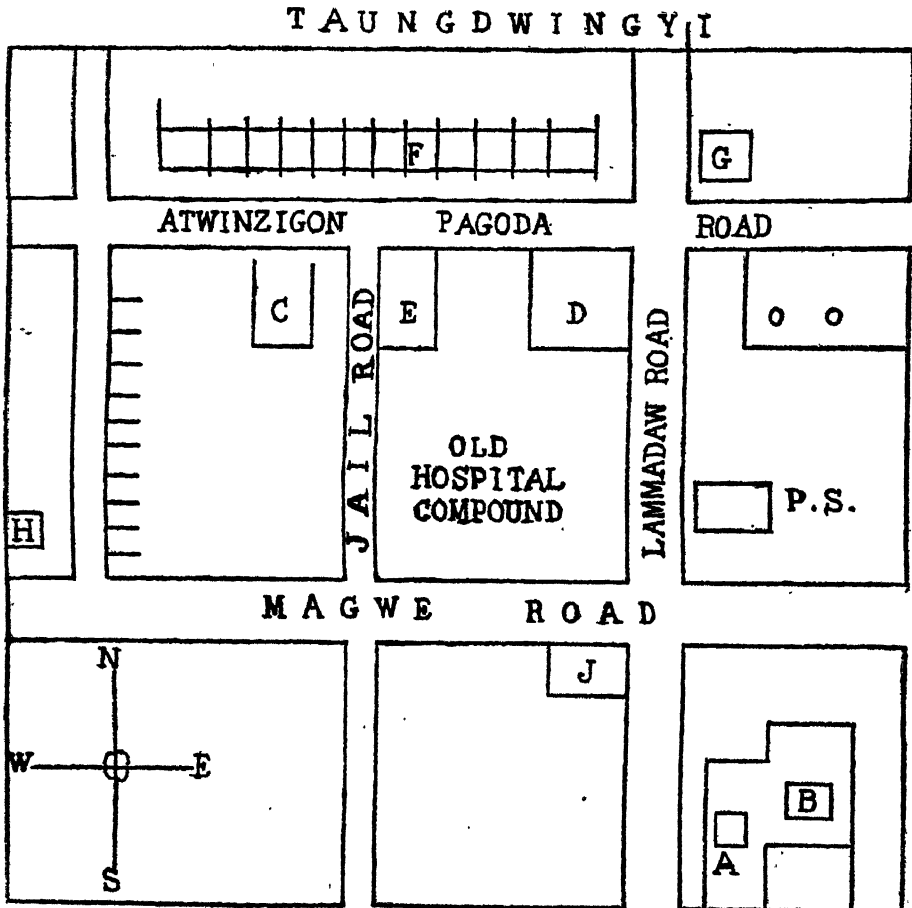 TAUNGDWINGYI
F
G
ATWINZIGON PAGODA ROAD
C
E
D
JAIL ROAD
LAMMADAW ROAD
O O
OLD
HOSPITAL
COMPOUND
P.S.
H
MAGWE ROAD
J
N
W E
S
B
A